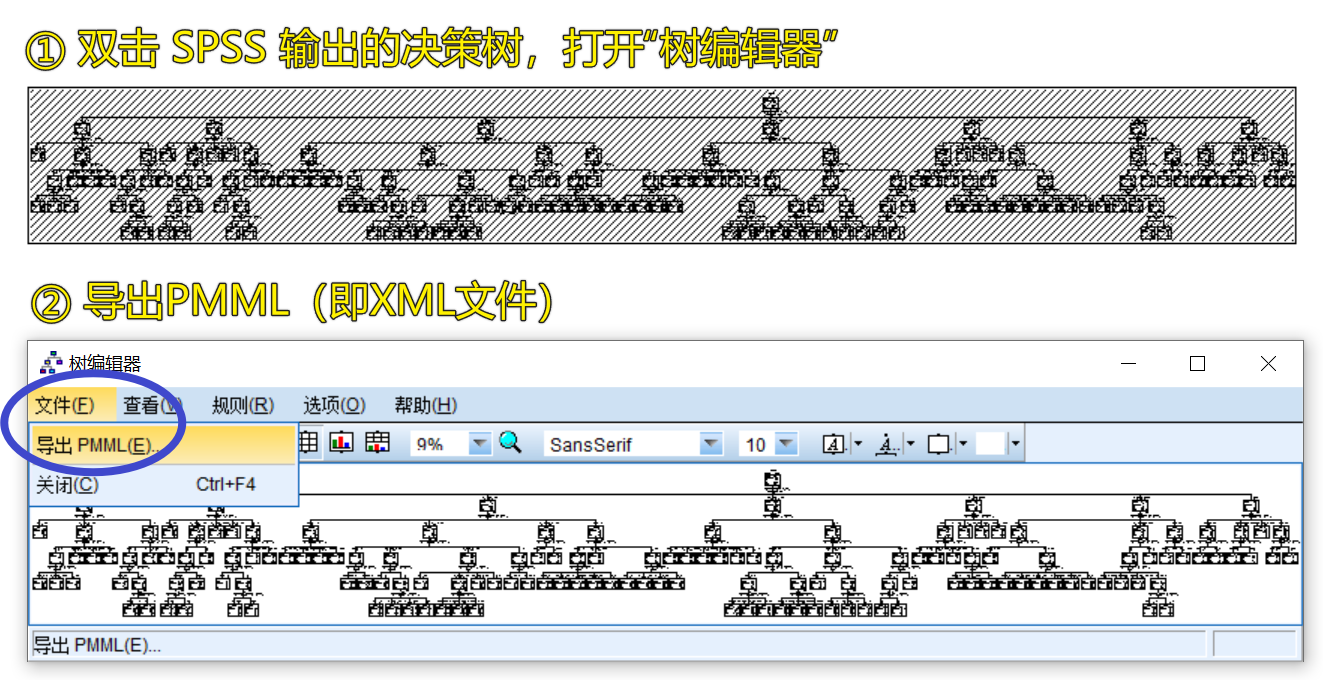 ① 双击 SPSS 输出的决策树，打开“树编辑器”
② 导出PMML（即XML文件）
树编辑器
文件(F) 查看(V) 规则(R) 选项(O) 帮助(H)
导出 PMML(E)... 9% SansSerif 10
关闭(C) Ctrl+F4
导出 PMML(E)...